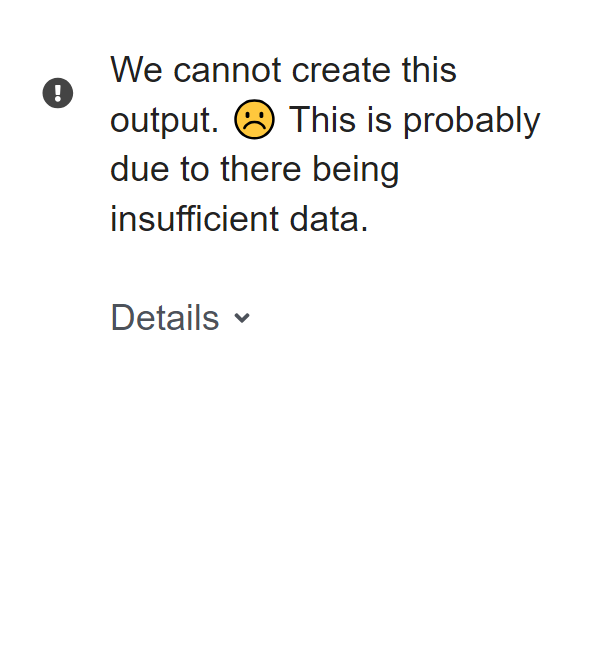 We cannot create this
output. ☹️ This is probably
due to there being
insufficient data.
Details